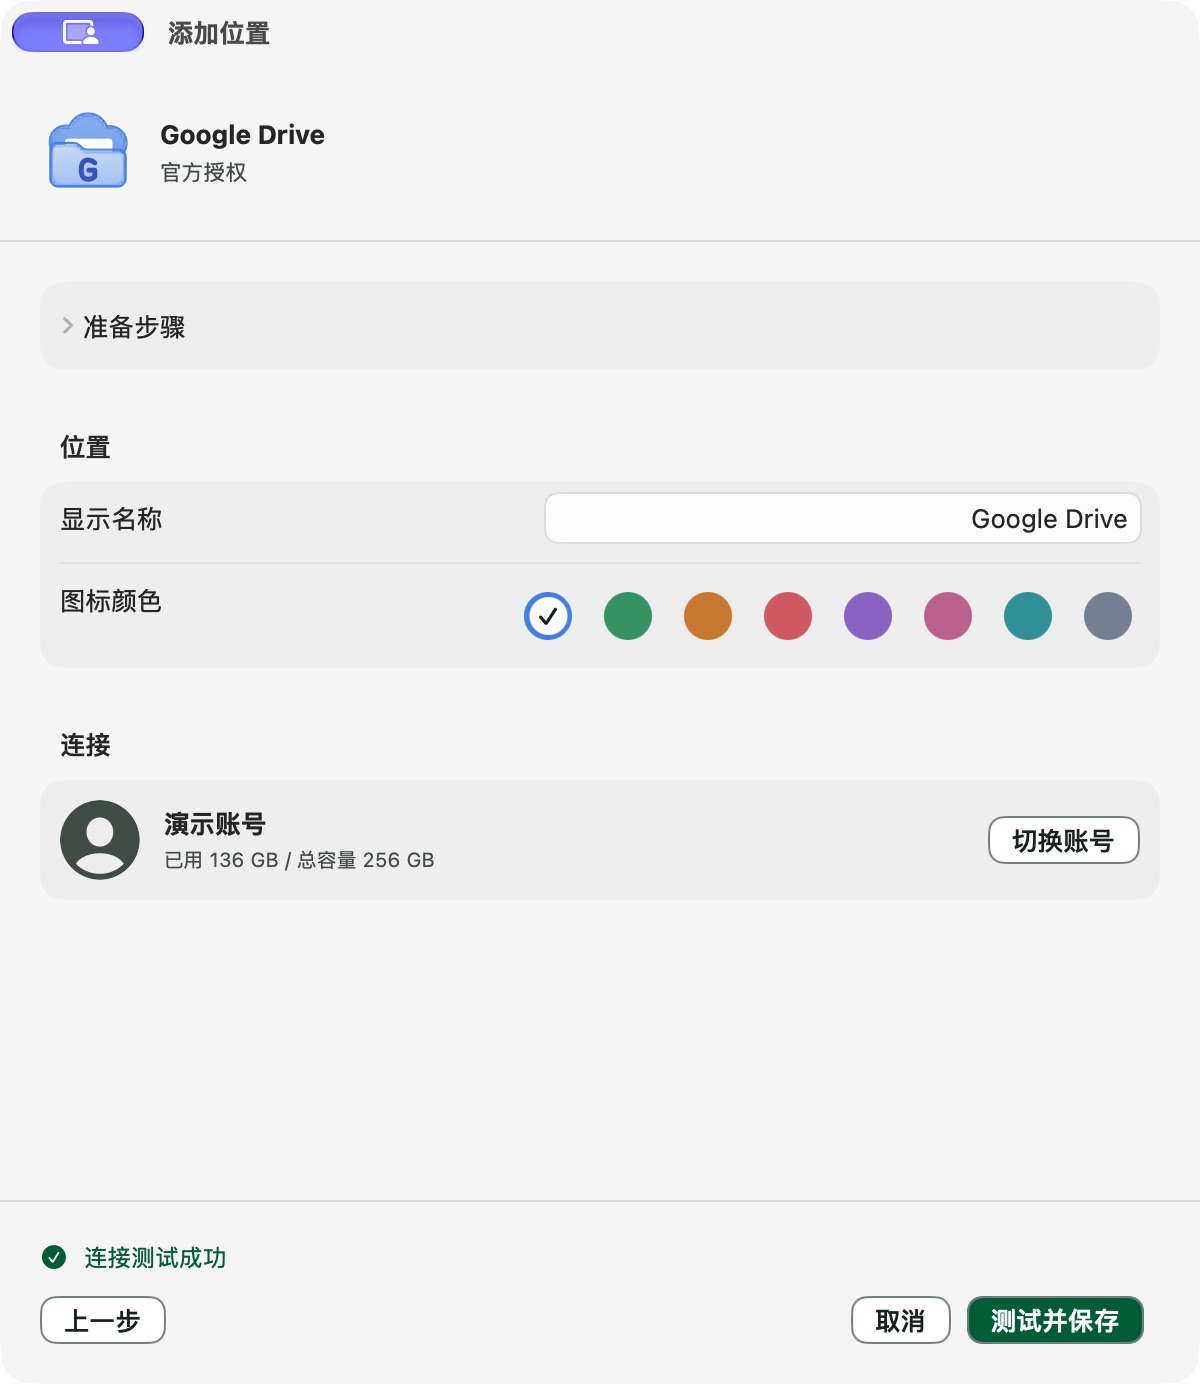 添加位置
Google Drive
官方授权
G
准备步骤
位置
显示名称
Google Drive
图标颜色
连接
演示账号
已用 136 GB / 总容量 256 GB
切换账号
连接测试成功
上一步
取消
测试并保存